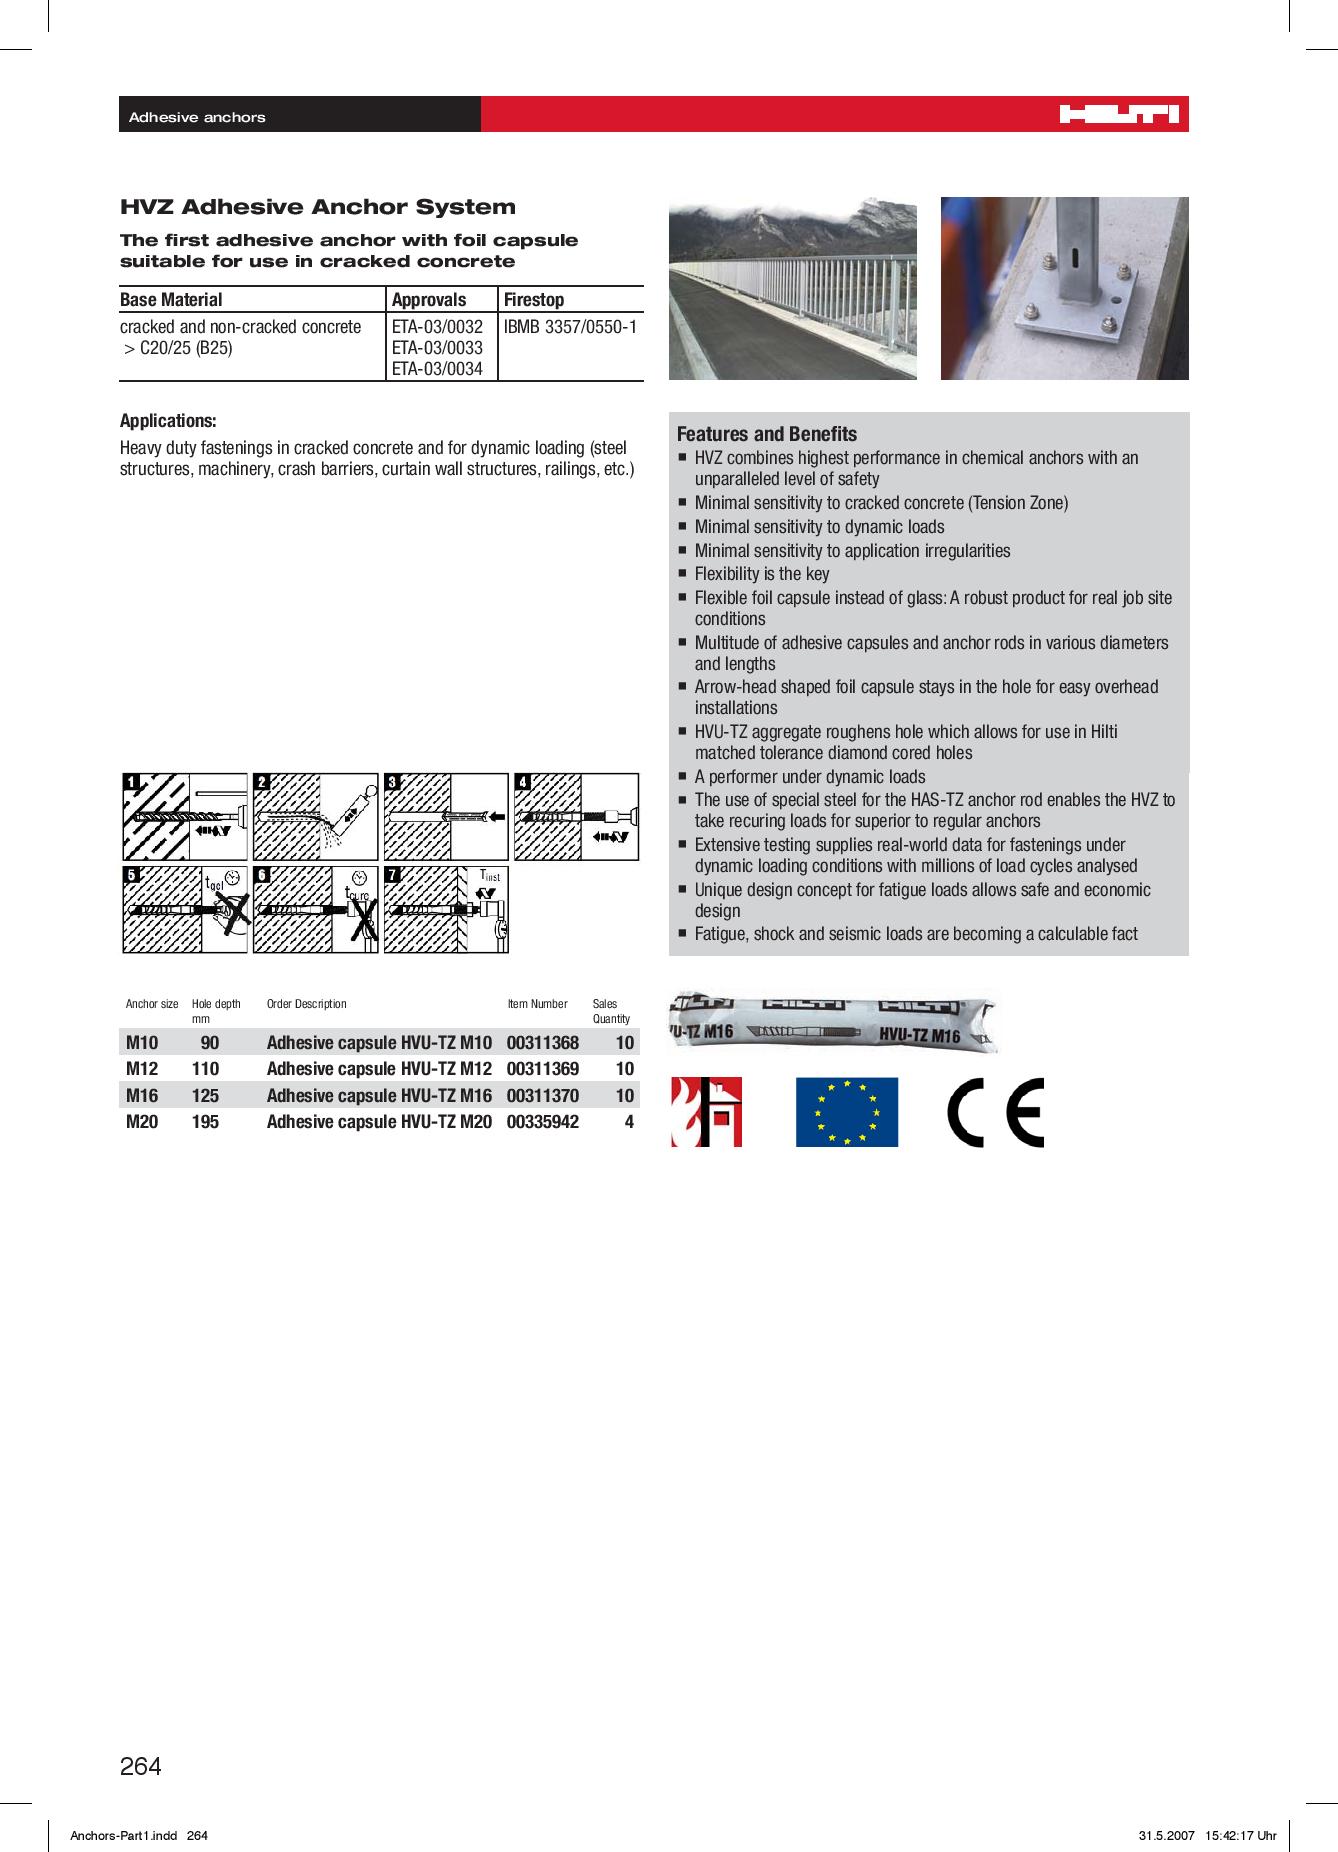 Adhesive anchors
HILTI
HVZ Adhesive Anchor System
The first adhesive anchor with foil capsule
suitable for use in cracked concrete
Base Material Approvals Firestop
cracked and non-cracked concrete ETA-03/0032 IBMB 3357/0550-1
> C20/25 (B25) ETA-03/0033
ETA-03/0034
Applications:
Heavy duty fastenings in cracked concrete and for dynamic loading (steel
structures, machinery, crash barriers, curtain wall structures, railings, etc.)
Features and Benefits
■ HVZ combines highest performance in chemical anchors with an
unparalleled level of safety
■ Minimal sensitivity to cracked concrete (Tension Zone)
■ Minimal sensitivity to dynamic loads
■ Minimal sensitivity to application irregularities
■ Flexibility is the key
■ Flexible foil capsule instead of glass: A robust product for real job site
conditions
■ Multitude of adhesive capsules and anchor rods in various diameters
and lengths
■ Arrow-head shaped foil capsule stays in the hole for easy overhead
installations
■ HVU-TZ aggregate roughens hole which allows for use in Hilti
matched tolerance diamond cored holes
■ A performer under dynamic loads
■ The use of special steel for the HAS-TZ anchor rod enables the HVZ to
take recuring loads for superior to regular anchors
■ Extensive testing supplies real-world data for fastenings under
dynamic loading conditions with millions of load cycles analysed
■ Unique design concept for fatigue loads allows safe and economic
design
■ Fatigue, shock and seismic loads are becoming a calculable fact
1 2 3 4
5 tgel 6 tcure 7 Tinst
Anchor size Hole depth Order Description Item Number Sales
mm Quantity
M10 90 Adhesive capsule HVU-TZ M10 00311368 10
M12 110 Adhesive capsule HVU-TZ M12 00311369 10
M16 125 Adhesive capsule HVU-TZ M16 00311370 10
M20 195 Adhesive capsule HVU-TZ M20 00335942 4
HILTI HILTI HILTI
VU-TZ M16 HVU-TZ M16
CE
264
Anchors-Part1.indd 264
31.5.2007 15:42:17 Uhr